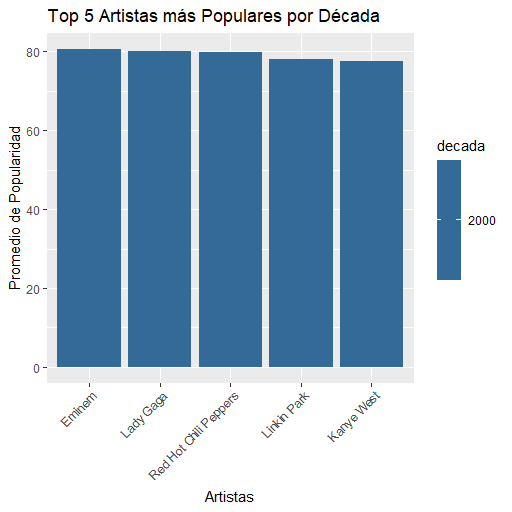 Top 5 Artistas más Populares por Década
Promedio de Popularidad
80
60
40
20
0
Eminem
Lady Gaga
Red Hot Chili Peppers
Linkin Park
Kanye West
Artistas
decada
2000